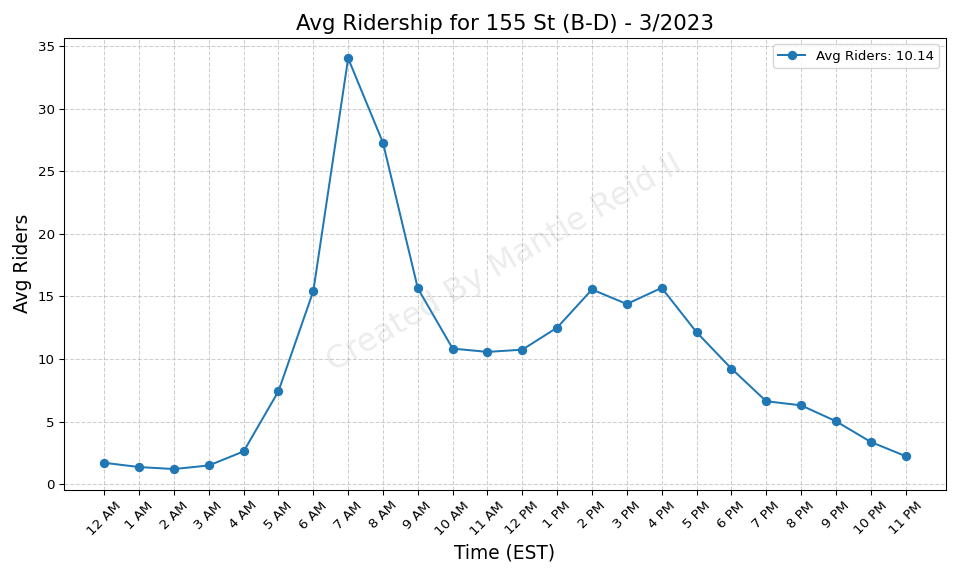 Avg Ridership for 155 St (B-D) - 3/2023
Avg Riders: 10.14
35
30
25
20
15
10
5
0
Avg Riders
Created By Mantie Reid II
12 AM
1 AM
2 AM
3 AM
4 AM
5 AM
6 AM
7 AM
8 AM
9 AM
10 AM
11 AM
12 PM
1 PM
2 PM
3 PM
4 PM
5 PM
6 PM
7 PM
8 PM
9 PM
10 PM
11 PM
Time (EST)